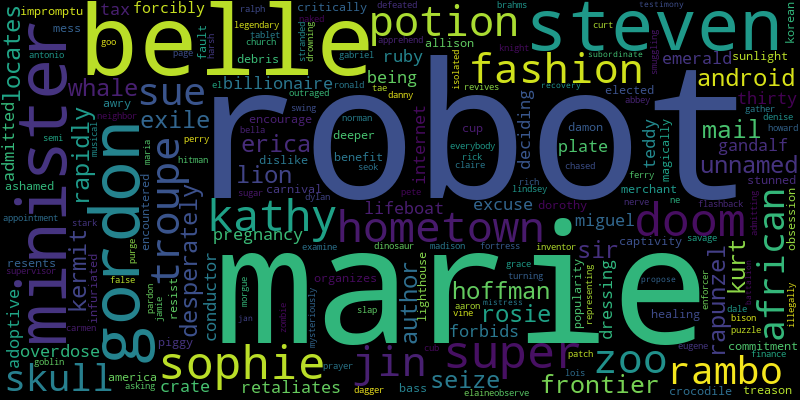 impromptu
tax
forcibly
ralph
critically
naked
defeated
brahms
curt
testimony
mess
belle
legendary
tablet
stranded
harsh
potion
steven
korean
goo
church
fault
page
debris
drowning
gabriel
apprehend
knight
subordinate
smuggling
locates
antonio
semi
whale
sue
el
billionaire
ruby
allison
being
fashion
isolated
emerald
sunlight
android
awry
outraged
ronald
tae
danny
revives
recovery
abbey
elected
thirty
minister
admitted
ashamed
rapidly
neighbor
musical
exile
perry
hitman
maria
encourage
swing
norman
internet
cup
everybody
rick
claire
deciding
damon
plate
chased
teddy
magically
mail
gather
denise
howard
gandalf
unnamed
erica
bella
dislike
deeper
benefit
seok
robot
lion
sugar
carnival
dylan
pete
rich
lindsey
ferry
merchant
ne
stunned
flashback
appointment
stark
gordon
encountered
troupe
desperately
kathy
pregnancy
lifeboat
hometown
excuse
dorothy
miguel
nerve
doom
admitting
african
obsession
resents
supervisor
kermit
infuriated
conductor
examine
dinosaur
madison
fortress
inventor
sir
captivity
savage
adoptive
purge
false
pardon
jamie
resist
organizes
author
lighthouse
grace
turning
hoffman
aaron
mistress
vine
popularity
representing
dressing
healing
enforcer
rapunzel
kurt
dale
bison
puzzle
illegally
marie
carmen
goblin
overdose
piggy
morgue
jan
slap
zombie
mysteriously
rosie
forbids
propose
eugene
commitment
finance
skull
america
asking
sophie
crate
retaliates
prayer
dagger
jin
cub
bass
super
seize
elaineobserve
patch
frontier
zoo
lois
rambo
crocodile
treason